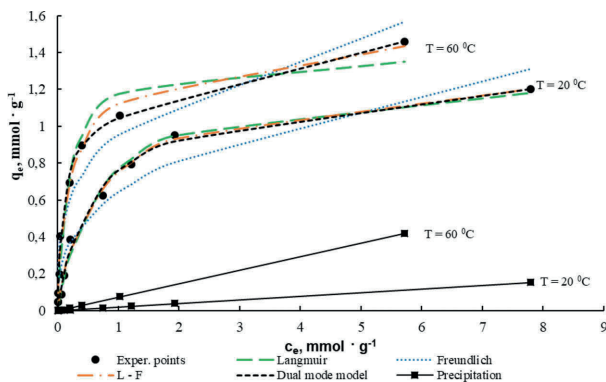 1,6
1,4
1,2
1
0,8
0,6
0,4
0,2
0
qe, mmol · g-1
T = 60 ⁰C
T = 20 ⁰C
T = 60 ⁰C
T = 20 ⁰C
0 1 2 3 4 5 6 7 8 9
ce, mmol · g-1
Exper. points Langmuir Freundlich
L - F Dual mode model Precipitation